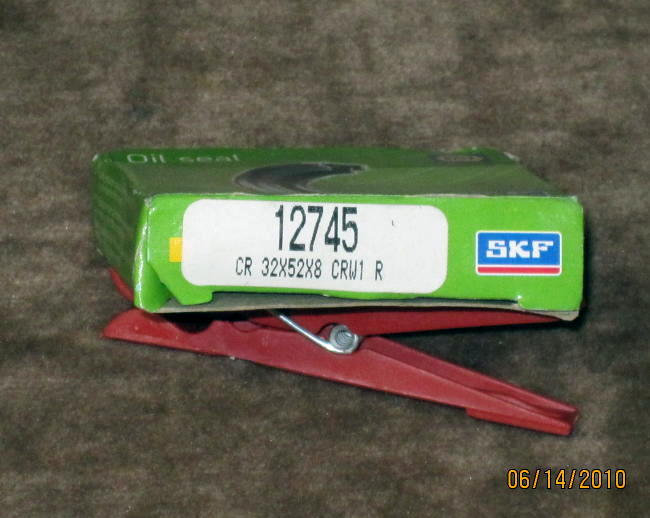 Oil seal
12745
CR 32X52X8 CRW1 R
SKF
06/14/2010